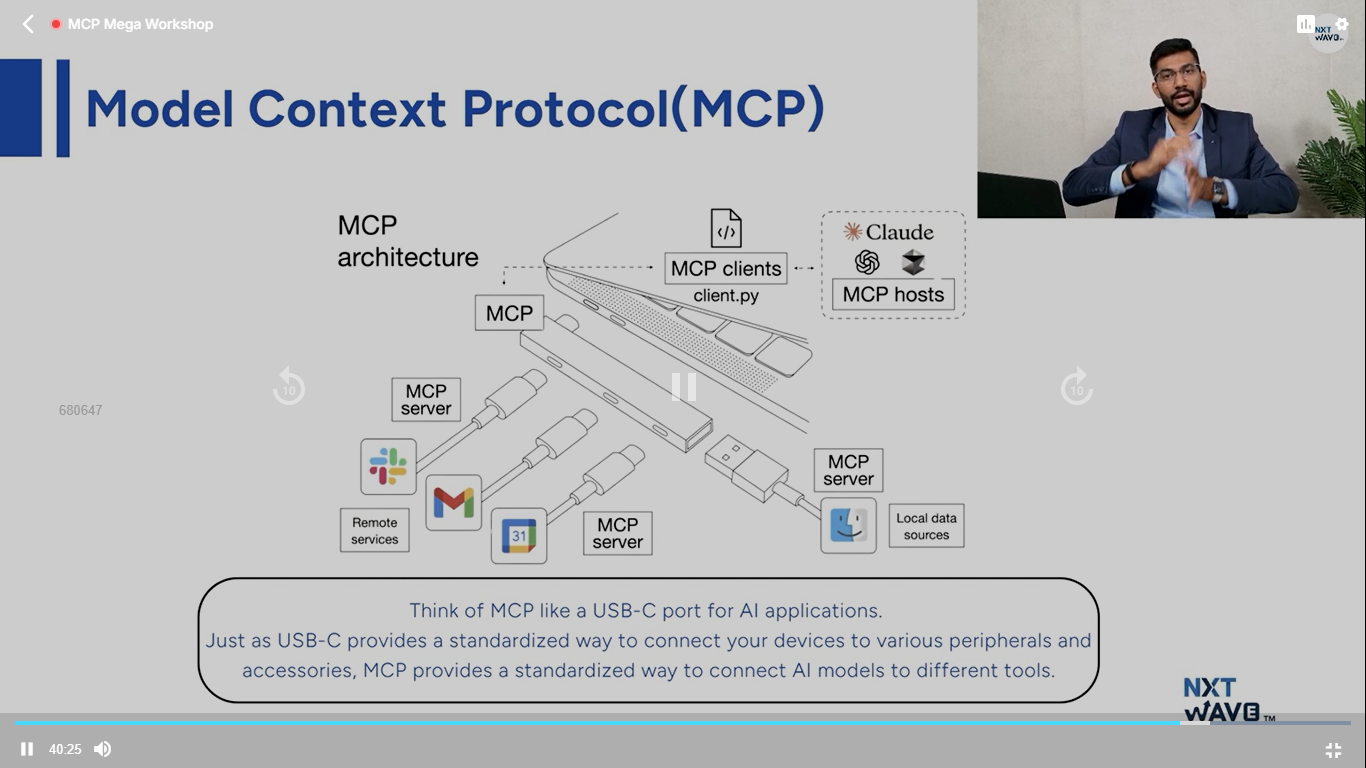 MCP Mega Workshop
NXT
WAVE
Model Context Protocol(MCP)
MCP
architecture
</>
MCP clients
client.py
Claude
MCP hosts
MCP
10
10
680647
MCP
server
MCP
server
Remote
services
31
MCP
server
Local data
sources
Think of MCP like a USB-C port for AI applications.
Just as USB-C provides a standardized way to connect your devices to various peripherals and
accessories, MCP provides a standardized way to connect AI models to different tools.
NXT
WAVE TM
40:25